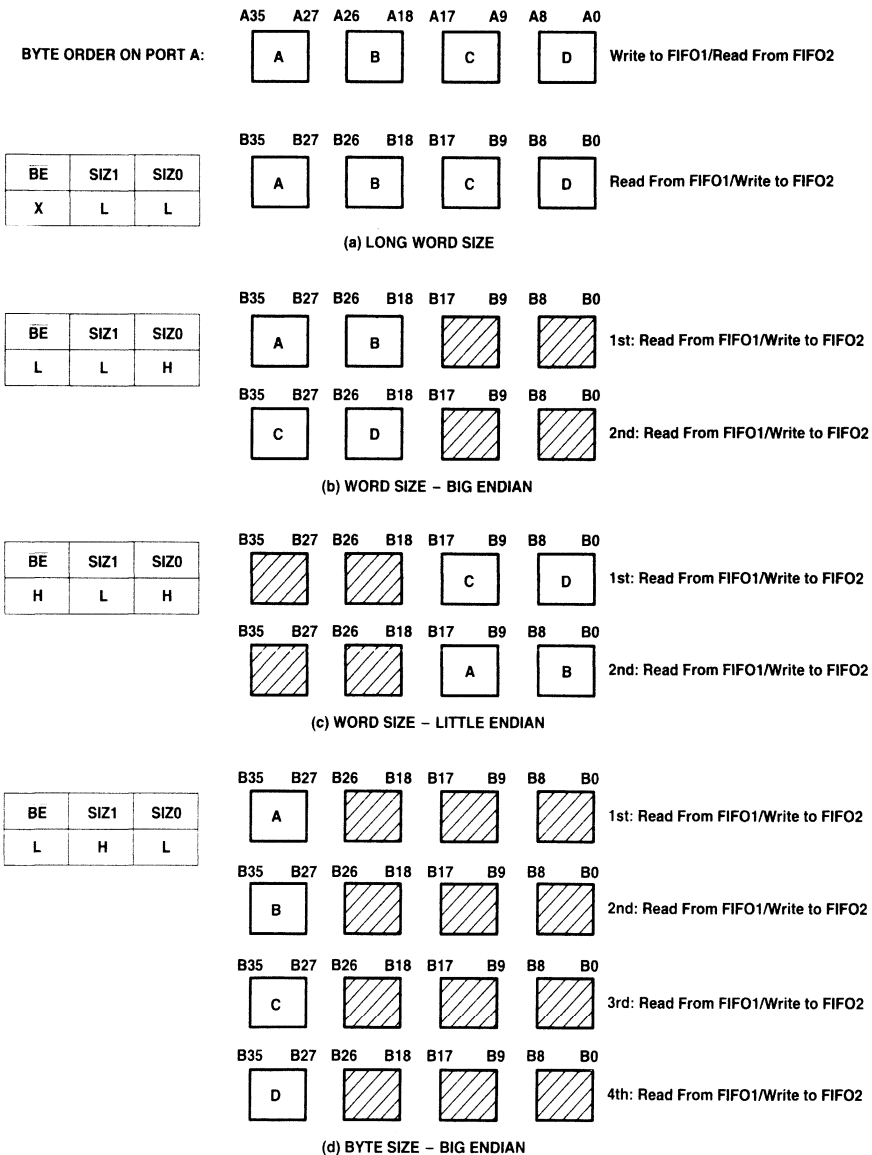 A35 A27 A26 A18 A17 A9 A8 A0
BYTE ORDER ON PORT A: A B C D Write to FIFO1/Read From FIFO2
B35 B27 B26 B18 B17 B9 B8 B0
BE SIZ1 SIZ0 A B C D Read From FIFO1/Write to FIFO2
X L L
(a) LONG WORD SIZE
B35 B27 B26 B18 B17 B9 B8 B0
BE SIZ1 SIZ0 A B 1st: Read From FIFO1/Write to FIFO2
L L H
B35 B27 B26 B18 B17 B9 B8 B0
C D 2nd: Read From FIFO1/Write to FIFO2
(b) WORD SIZE – BIG ENDIAN
B35 B27 B26 B18 B17 B9 B8 B0
BE SIZ1 SIZ0 C D 1st: Read From FIFO1/Write to FIFO2
H L H
B35 B27 B26 B18 B17 B9 B8 B0
A B 2nd: Read From FIFO1/Write to FIFO2
(c) WORD SIZE – LITTLE ENDIAN
B35 B27 B26 B18 B17 B9 B8 B0
BE SIZ1 SIZ0 A 1st: Read From FIFO1/Write to FIFO2
L H L
B35 B27 B26 B18 B17 B9 B8 B0
B 2nd: Read From FIFO1/Write to FIFO2
B35 B27 B26 B18 B17 B9 B8 B0
C 3rd: Read From FIFO1/Write to FIFO2
B35 B27 B26 B18 B17 B9 B8 B0
D 4th: Read From FIFO1/Write to FIFO2
(d) BYTE SIZE – BIG ENDIAN